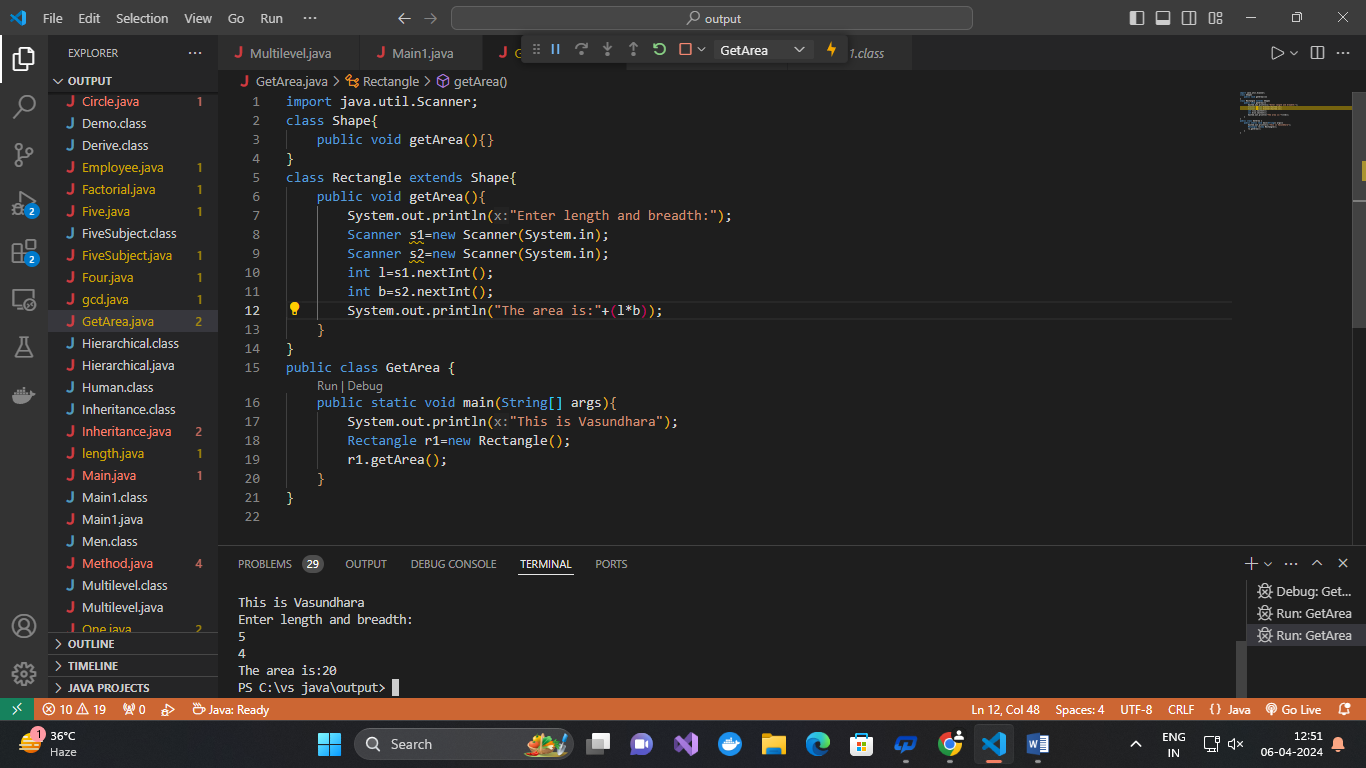 File Edit Selection View Go Run ··· output
EXPLORER ···
OUTPUT
Circle.java 1
Demo.class
Derive.class
Employee.java 1
Factorial.java 1
Five.java 1
FiveSubject.class
FiveSubject.java 1
Four.java 1
gcd.java 1
GetArea.java 2
Hierarchical.class
Hierarchical.java
Human.class
Inheritance.class
Inheritance.java 2
length.java 1
Main.java 1
Main1.class
Main1.java
Men.class
Method.java 4
Multilevel.class
Multilevel.java
One.java 2
OUTLINE
TIMELINE
JAVA PROJECTS
2
2
Multilevel.java Main1.java G GetArea 1.class
GetArea.java > Rectangle > getArea()
1 import java.util.Scanner;
2 class Shape{
3 public void getArea(){}
4 }
5 class Rectangle extends Shape{
6 public void getArea(){
7 System.out.println(x:"Enter length and breadth:");
8 Scanner s1=new Scanner(System.in);
9 Scanner s2=new Scanner(System.in);
10 int l=s1.nextInt();
11 int b=s2.nextInt();
12 System.out.println("The area is:"+(l*b));
13 }
14 }
15 public class GetArea {
Run | Debug
16 public static void main(String[] args){
17 System.out.println(x:"This is Vasundhara");
18 Rectangle r1=new Rectangle();
19 r1.getArea();
20 }
21 }
22
PROBLEMS 29 OUTPUT DEBUG CONSOLE TERMINAL PORTS
This is Vasundhara
Enter length and breadth:
5
4
The area is:20
PS C:\vs java\output>
Debug: Get...
Run: GetArea
Run: GetArea
10 19 0 Java: Ready Ln 12, Col 48 Spaces: 4 UTF-8 CRLF {} Java Go Live
1
36°C
Haze
Search
ENG
IN
12:51
06-04-2024